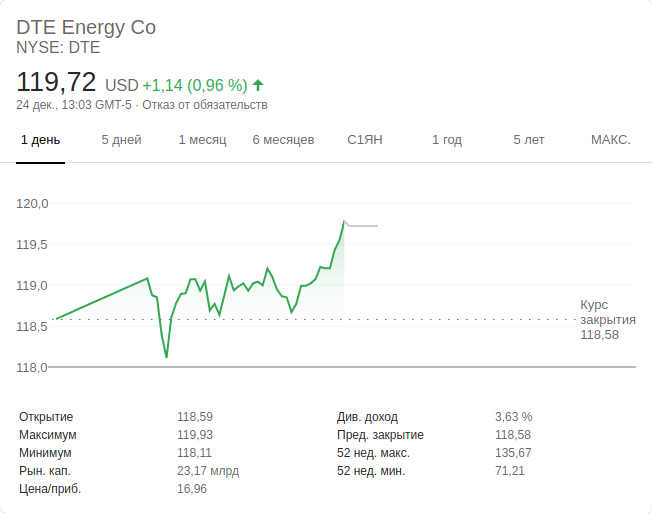 DTE Energy Co
NYSE: DTE
119,72 USD +1,14 (0,96 %)
24 дек., 13:03 GMT-5 · Отказ от обязательств
1 день 5 дней 1 месяц 6 месяцев С1ЯН 1 год 5 лет МАКС.
120,0
119,5
119,0
118,5
118,0
Курс
закрытия
118,58
Открытие 118,59 Див. доход 3,63 %
Максимум 119,93 Пред. закрытие 118,58
Минимум 118,11 52 нед. макс. 135,67
Рын. кап. 23,17 млрд 52 нед. мин. 71,21
Цена/приб. 16,96